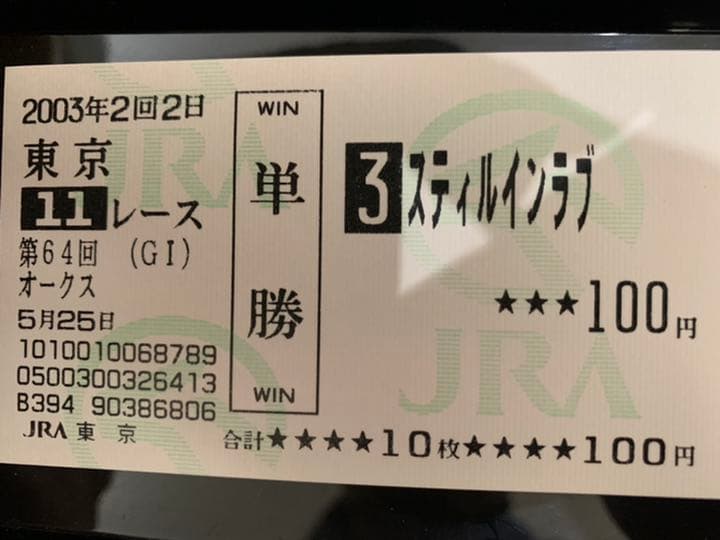 2003年2回2日
東京
11レース
第64回 (GⅠ)
オークス
5月25日
1010010068789
0500300326413
B394 90386806
JRA 東京
WIN
単勝
WIN
3 スティルインラブ
★★★100円
合計★★★★10枚★★★★100円
JRA
JRA